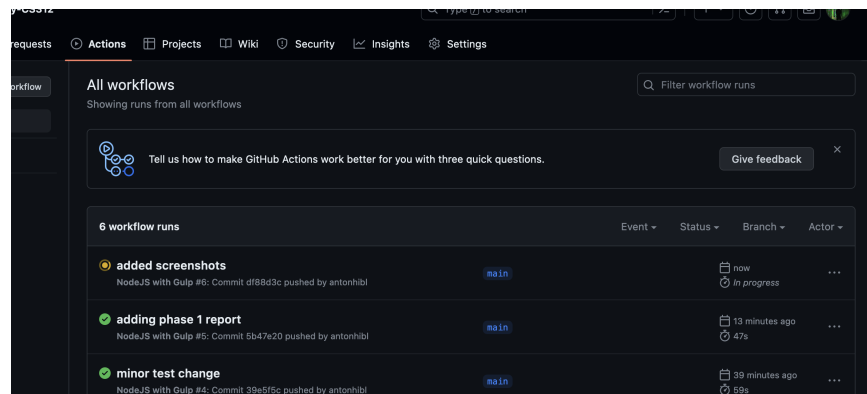 y-CS312
Type / to search
requests Actions Projects Wiki Security Insights Settings
orkflow
All workflows
Filter workflow runs
Showing runs from all workflows
Tell us how to make GitHub Actions work better for you with three quick questions.
Give feedback
6 workflow runs Event Status Branch Actor
added screenshots
main
now
NodeJS with Gulp #6: Commit df88d3c pushed by antonhibl
In progress
adding phase 1 report
main
13 minutes ago
NodeJS with Gulp #5: Commit 5b47e20 pushed by antonhibl
47s
minor test change
main
39 minutes ago
NodeJS with Gulp #4: Commit 39e5f5c pushed by antonhibl
59s